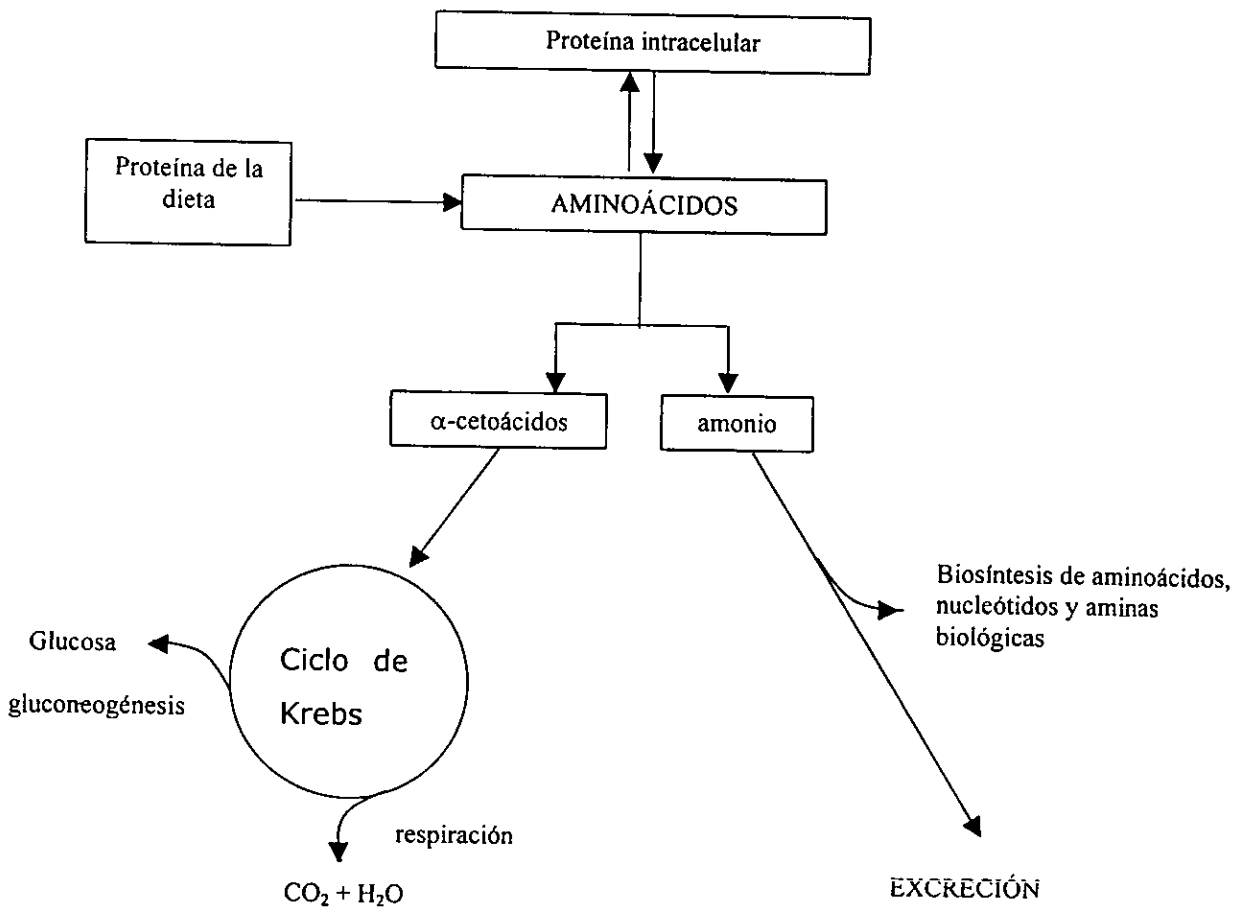 Proteína intracelular
Proteína de la
dieta
AMINOÁCIDOS
α-cetoácidos
amonio
Biosíntesis de aminoácidos,
nucleótidos y aminas
biológicas
Glucosa
gluconeogénesis
Ciclo de
Krebs
respiración
CO₂ + H₂O
EXCRECIÓN